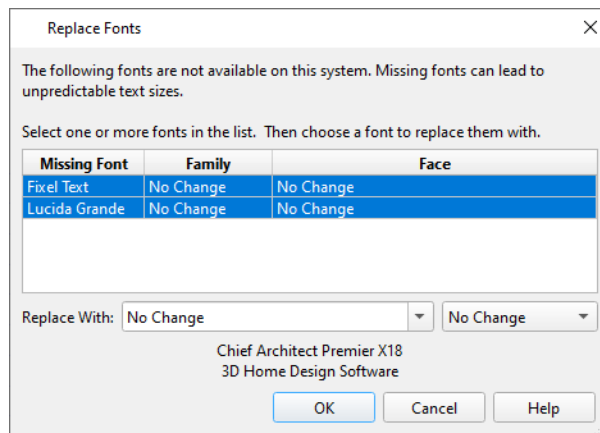 Replace Fonts
The following fonts are not available on this system. Missing fonts can lead to
unpredictable text sizes.
Select one or more fonts in the list.  Then choose a font to replace them with.
Missing Font Family Face
Fixel Text No Change No Change
Lucida Grande No Change No Change
Replace With: No Change No Change
Chief Architect Premier X18
3D Home Design Software
OK Cancel Help